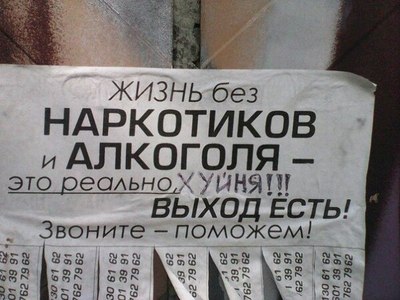 ЖИЗНЬ без
НАРКОТИКОВ
и АЛКОГОЛЯ –
это реально, ХУЙНЯ!!!
ВЫХОД ЕСТЬ!
Звоните – поможем!